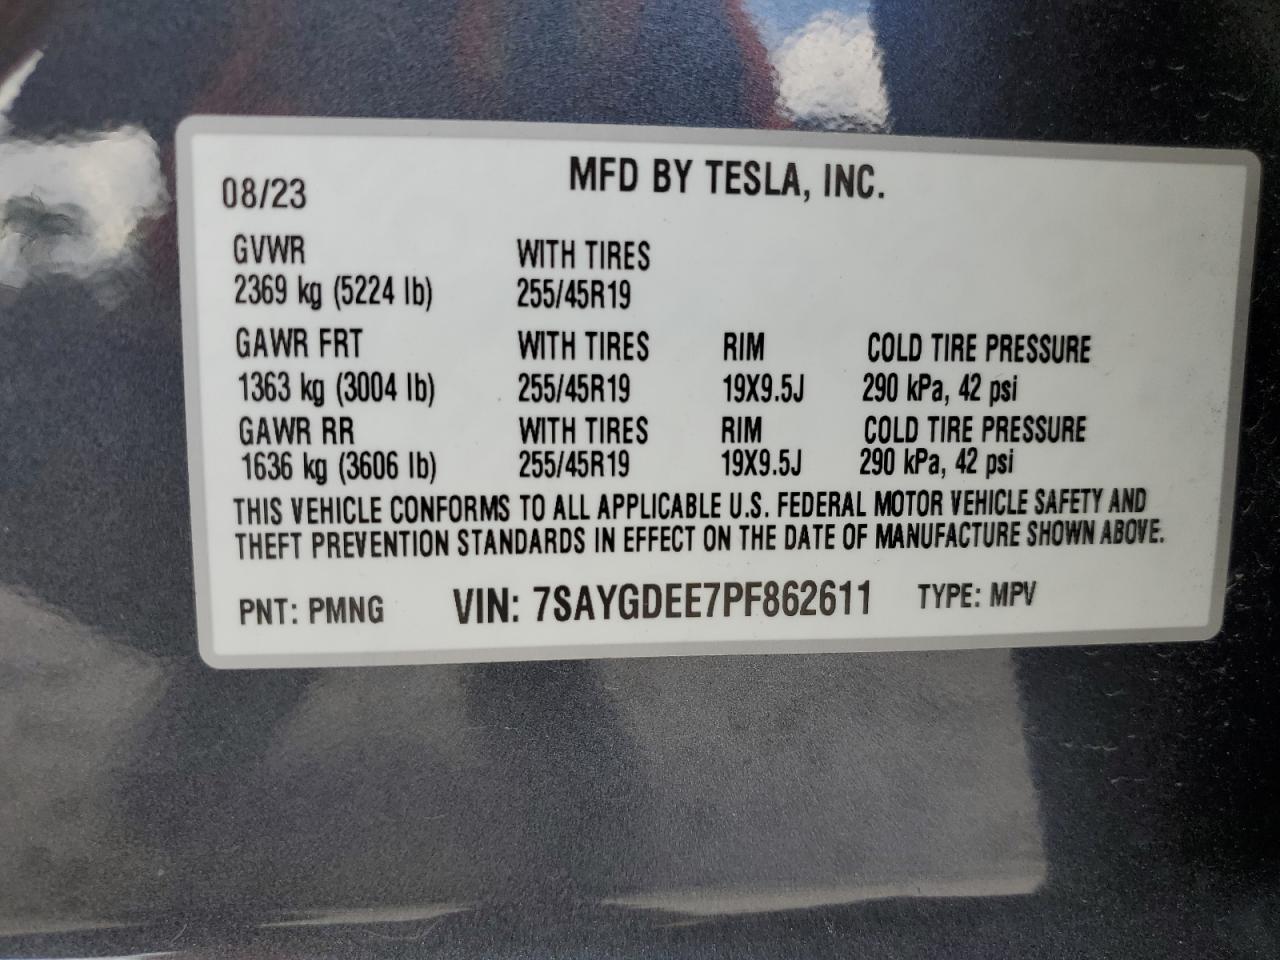 08/23 MFD BY TESLA, INC.
GVWR WITH TIRES
2369 kg (5224 lb) 255/45R19
GAWR FRT WITH TIRES RIM COLD TIRE PRESSURE
1363 kg (3004 lb) 255/45R19 19X9.5J 290 kPa, 42 psi
GAWR RR WITH TIRES RIM COLD TIRE PRESSURE
1636 kg (3606 lb) 255/45R19 19X9.5J 290 kPa, 42 psi
THIS VEHICLE CONFORMS TO ALL APPLICABLE U.S. FEDERAL MOTOR VEHICLE SAFETY AND
THEFT PREVENTION STANDARDS IN EFFECT ON THE DATE OF MANUFACTURE SHOWN ABOVE.
PNT: PMNG VIN: 7SAYGDEE7PF862611 TYPE: MPV